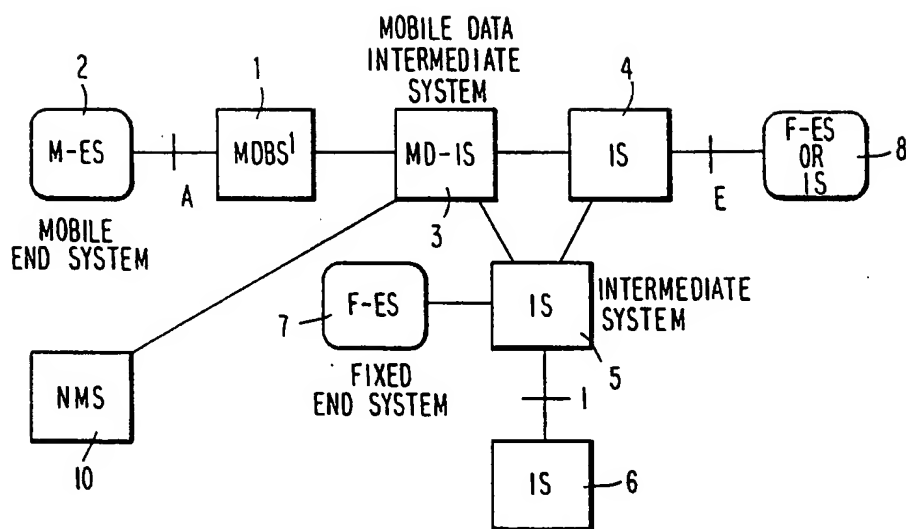 MOBILE DATA
INTERMEDIATE
SYSTEM
2
1
4
M-ES
MDBS1
MD-IS
IS
F-ES
OR
IS
8
A
E
3
MOBILE
END SYSTEM
7
F-ES
IS
INTERMEDIATE
SYSTEM
5
FIXED
END SYSTEM
NMS
I
10
IS
6